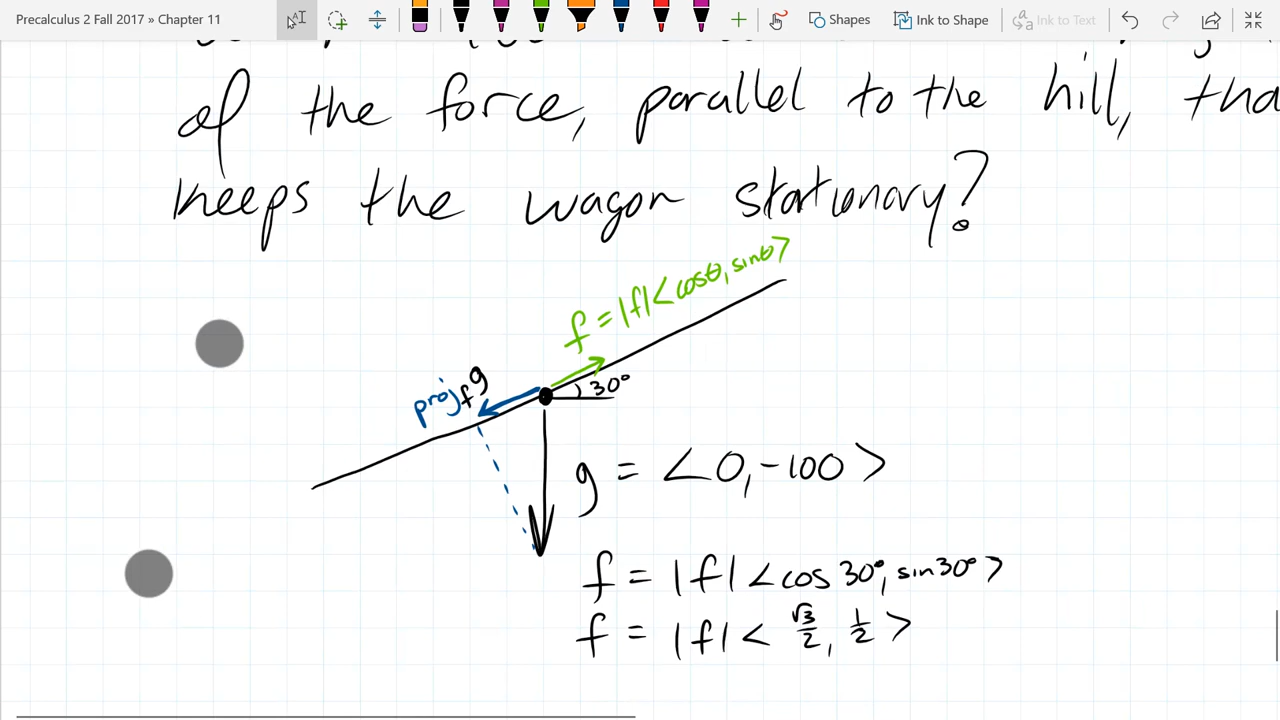 Precalculus 2 Fall 2017 » Chapter 11
Shapes
Ink to Shape
Ink to Text
of the force, parallel to the hill, tha
keeps the wagon stationary?
f = |f|<cosθ, sinθ>
30°
proj_f g
g = <0, -100>
f = |f| <cos 30°, sin 30°>
f = |f| < √3/2, 1/2 >